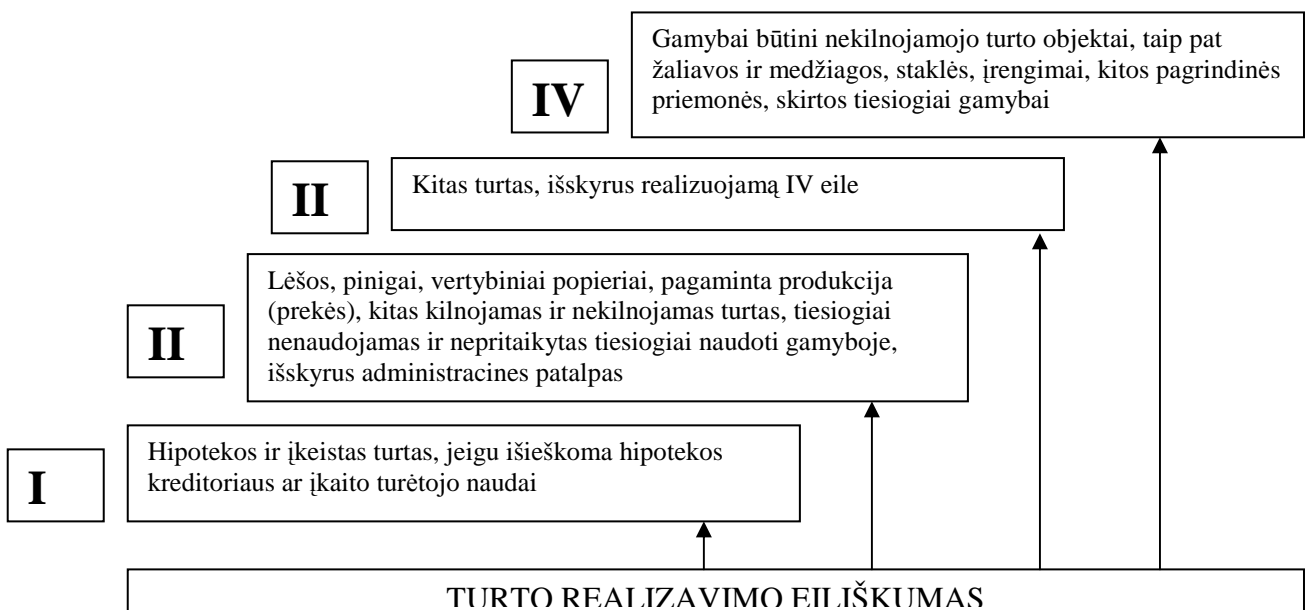 Gamybai būtini nekilnojamojo turto objektai, taip pat
žaliavos ir medžiagos, staklės, įrengimai, kitos pagrindinės
priemonės, skirtos tiesiogiai gamybai
IV
Kitas turtas, išskyrus realizuojamą IV eile
II
Lėšos, pinigai, vertybiniai popieriai, pagaminta produkcija
(prekės), kitas kilnojamas ir nekilnojamas turtas, tiesiogiai
nenaudojamas ir nepritaikytas tiesiogiai naudoti gamyboje,
išskyrus administracines patalpas
II
Hipotekos ir įkeistas turtas, jeigu išieškoma hipotekos
kreditoriaus ar įkaito turėtojo naudai
I
TURTO REALIZAVIMO EILIŠKUMAS